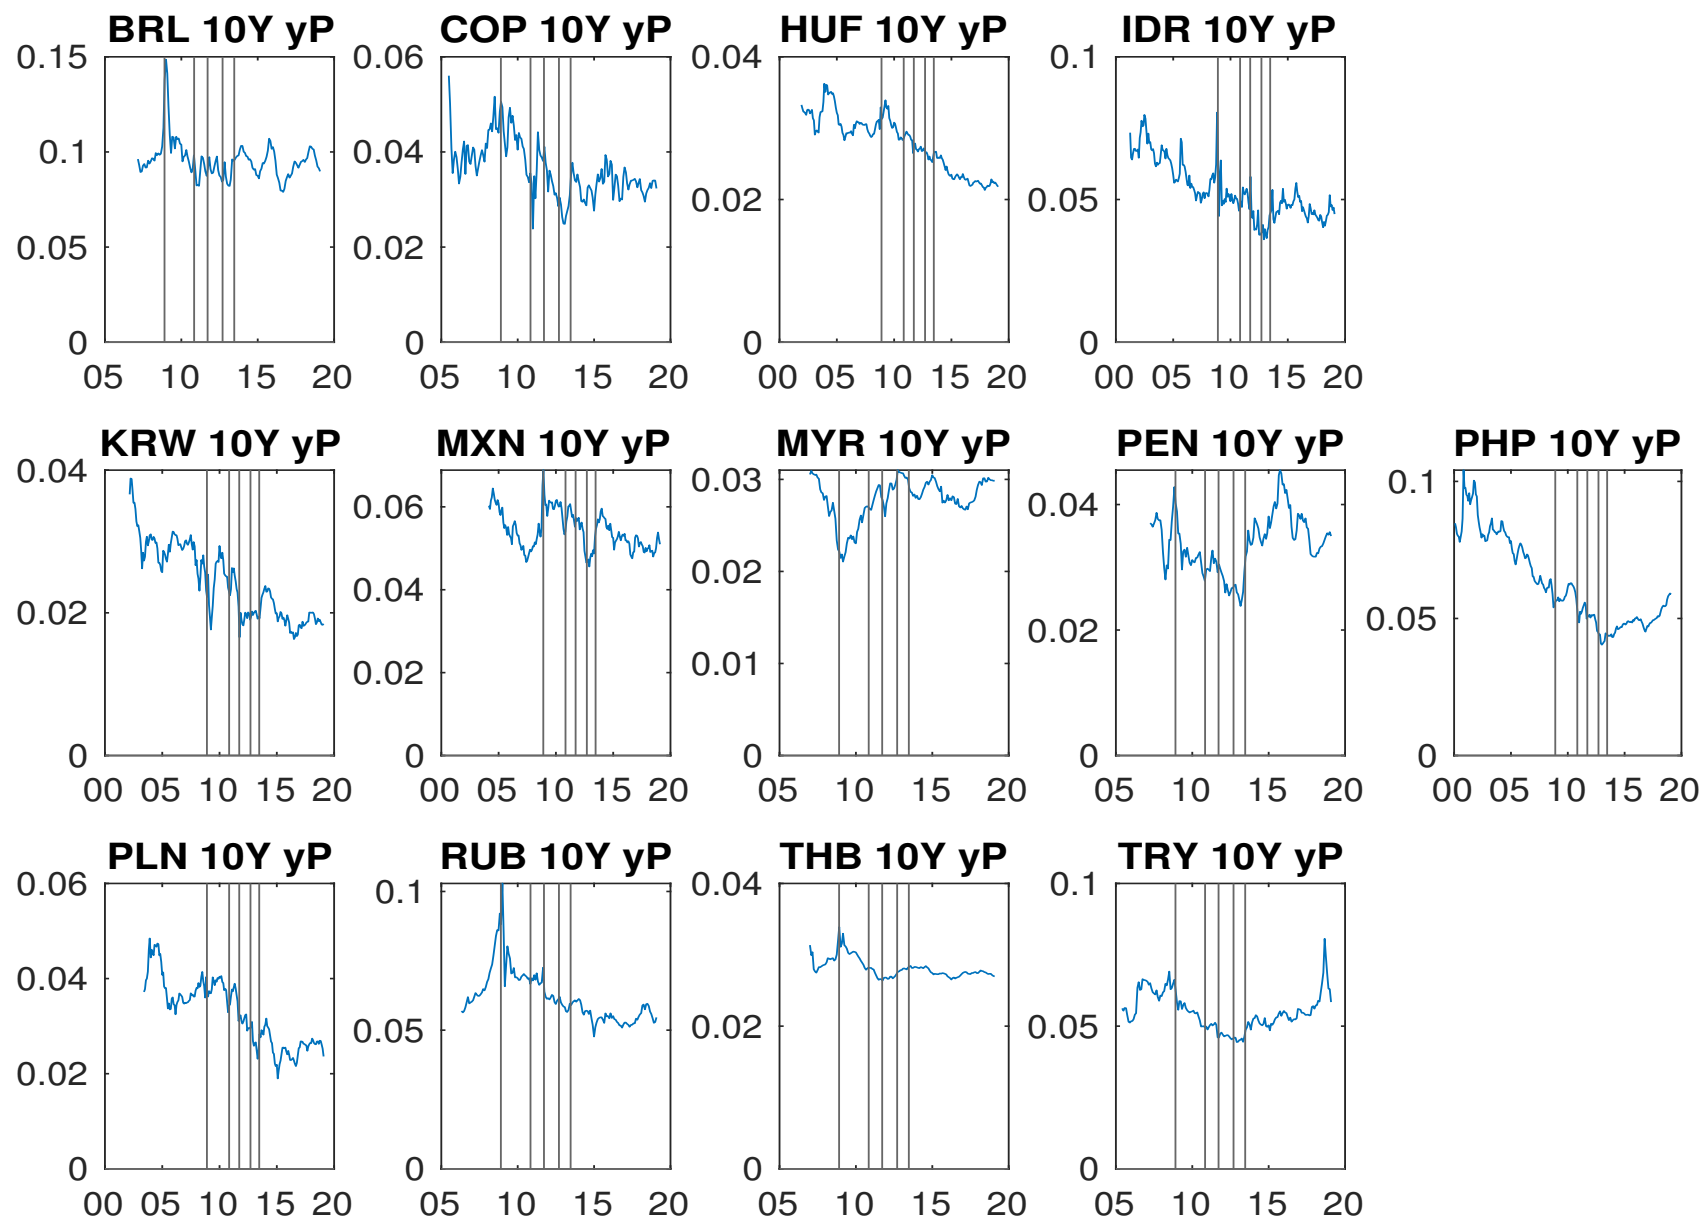 BRL 10Y yP
0.15
0.1
0.05
0
05 10 15 20
COP 10Y yP
0.06
0.04
0.02
0
05 10 15 20
HUF 10Y yP
0.04
0.02
0
00 05 10 15 20
IDR 10Y yP
0.1
0.05
0
00 05 10 15 20
KRW 10Y yP
0.04
0.02
0
00 05 10 15 20
MXN 10Y yP
0.06
0.04
0.02
0
00 05 10 15 20
MYR 10Y yP
0.03
0.02
0.01
0
05 10 15 20
PEN 10Y yP
0.04
0.02
0
05 10 15 20
PHP 10Y yP
0.1
0.05
0
00 05 10 15 20
PLN 10Y yP
0.06
0.04
0.02
0
00 05 10 15 20
RUB 10Y yP
0.1
0.05
0
05 10 15 20
THB 10Y yP
0.04
0.02
0
05 10 15 20
TRY 10Y yP
0.1
0.05
0
05 10 15 20